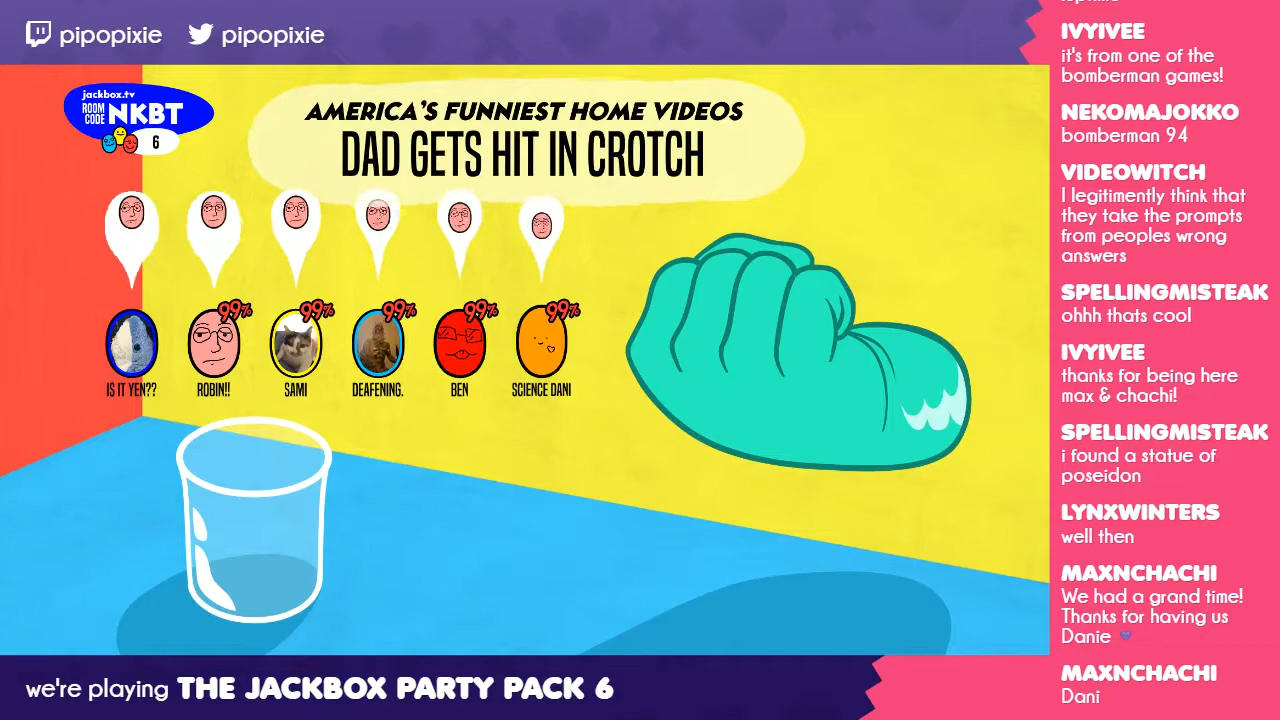 pipopixie pipopixie
jackbox.tv
ROOM CODE NKBT
6
AMERICA'S FUNNIEST HOME VIDEOS
DAD GETS HIT IN CROTCH
99% 99% 99% 99% 99%
IS IT YEN?? ROBIN!! SAMI DEAFENING. BEN SCIENCE DANI
we're playing THE JACKBOX PARTY PACK 6
IVYIVEE
it's from one of the
bomberman games!
NEKOMAJOKKO
bomberman 94
VIDEOWITCH
I legitimently think that
they take the prompts
from peoples wrong
answers
SPELLINGMISTEAK
ohhh thats cool
IVYIVEE
thanks for being here
max & chachi!
SPELLINGMISTEAK
i found a statue of
poseidon
LYNXWINTERS
well then
MAXNCHACHI
We had a grand time!
Thanks for having us
Danie
MAXNCHACHI
Dani